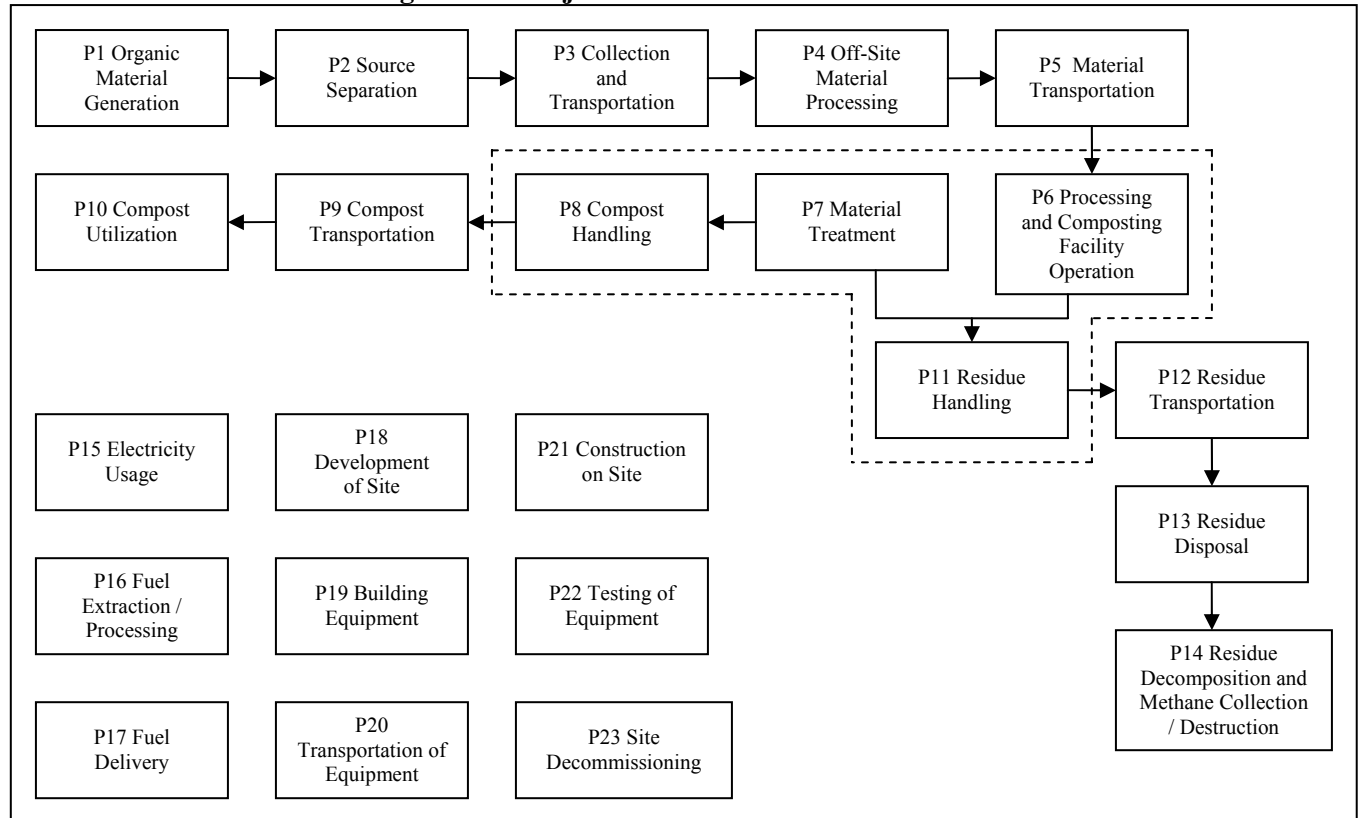 P1 Organic
Material
Generation
P2 Source
Separation
P3 Collection
and
Transportation
P4 Off-Site
Material
Processing
P5 Material
Transportation
P10 Compost
Utilization
P9 Compost
Transportation
P8 Compost
Handling
P7 Material
Treatment
P6 Processing
and Composting
Facility
Operation
P11 Residue
Handling
P12 Residue
Transportation
P15 Electricity
Usage
P18
Development
of Site
P21 Construction
on Site
P13 Residue
Disposal
P16 Fuel
Extraction /
Processing
P19 Building
Equipment
P22 Testing of
Equipment
P14 Residue
Decomposition and
Methane Collection
/ Destruction
P17 Fuel
Delivery
P20
Transportation of
Equipment
P23 Site
Decommissioning